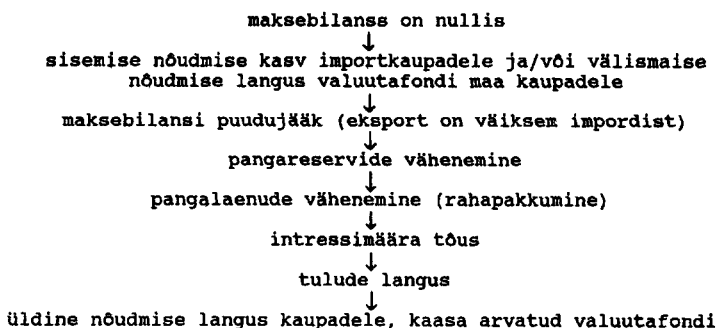 maksebilanss on nullis
↓
sisemise nõudmise kasv importkaupadele ja/või välismaise
nõudmise langus valuutafondi maa kaupadele
↓
maksebilansi puudujääk (eksport on väiksem impordist)
↓
pangareservide vähenemine
↓
pangalaenude vähenemine (rahapakkumine)
↓
intressimäära tõus
↓
tulude langus
↓
üldine nõudmise langus kaupadele, kaasa arvatud valuutafondi